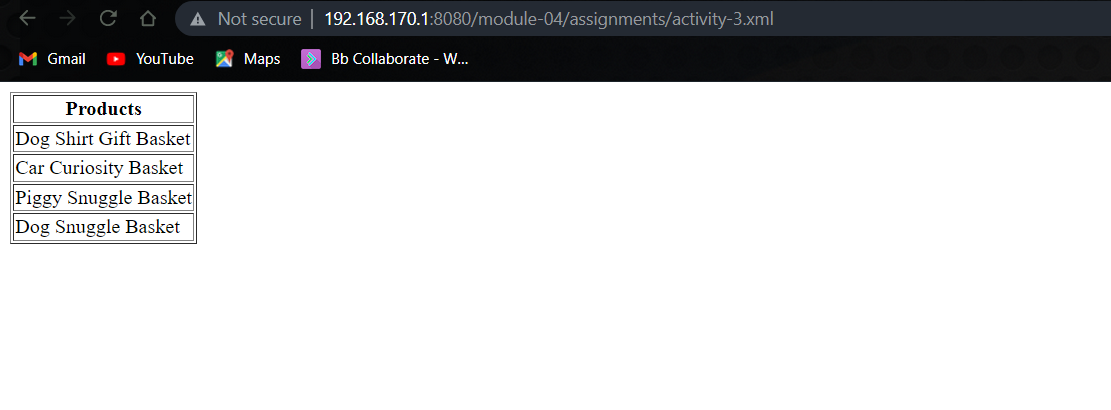 Not secure | 192.168.170.1:8080/module-04/assignments/activity-3.xml
Gmail YouTube Maps Bb Collaborate - W...
Products
Dog Shirt Gift Basket
Car Curiosity Basket
Piggy Snuggle Basket
Dog Snuggle Basket